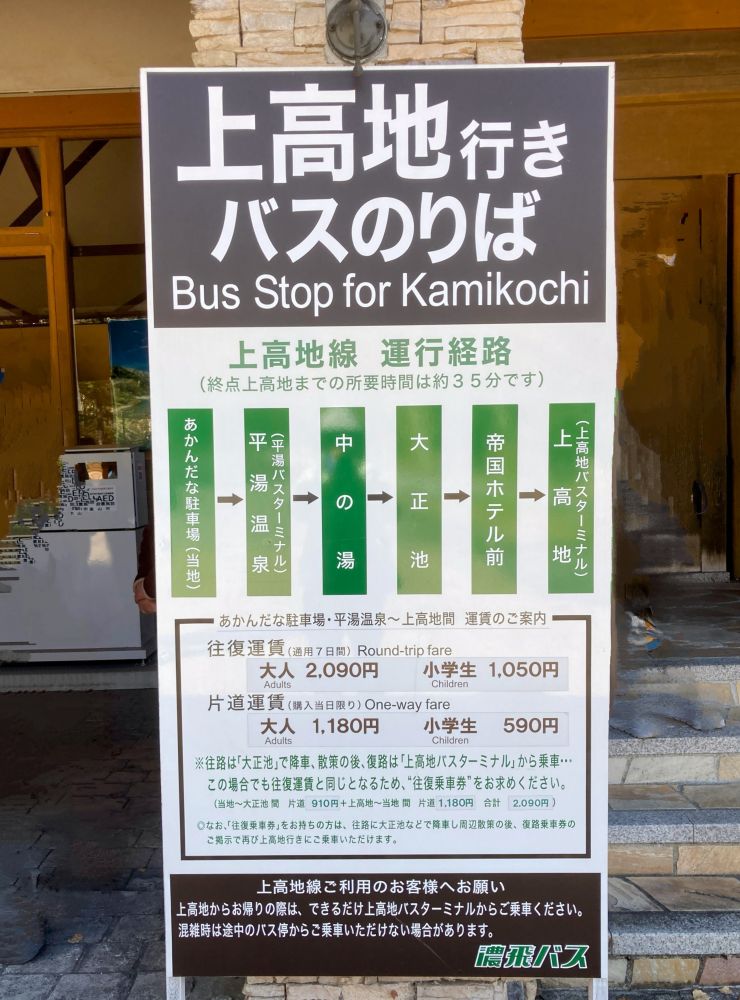 上高地行き
バスのりば
Bus Stop for Kamikochi
上高地線 運行経路
(終点上高地までの所要時間は約35分です)
あかんだな駐車場(当地)
平湯温泉
(平湯バスターミナル)
中の湯
大正池
帝国ホテル前
上高地
(上高地バスターミナル)
あかんだな駐車場・平湯温泉~上高地間 運賃のご案内
往復運賃(通用7日間) Round-trip fare
大人 2,090円 小学生 1,050円
Adults Children
片道運賃(購入当日限り) One-way fare
大人 1,180円 小学生 590円
Adults Children
※往路は「大正池」で降車、散策の後、復路は「上高地バスターミナル」から乗車…
この場合でも往復運賃と同じとなるため、“往復乗車券”をお求めください。
(当地~大正池 間 片道 910円+上高地~当地 間 片道 1,180円 合計 2,090円)
◎なお、「往復乗車券」をお持ちの方は、往路に大正池などで降車し周辺散策の後、復路乗車券の
ご掲示で再び上高地行きにご乗車いただけます。
上高地線ご利用のお客様へお願い
上高地からお帰りの際は、できるだけ上高地バスターミナルからご乗車ください。
混雑時は途中のバス停からご乗車いただけない場合があります。
濃飛バス